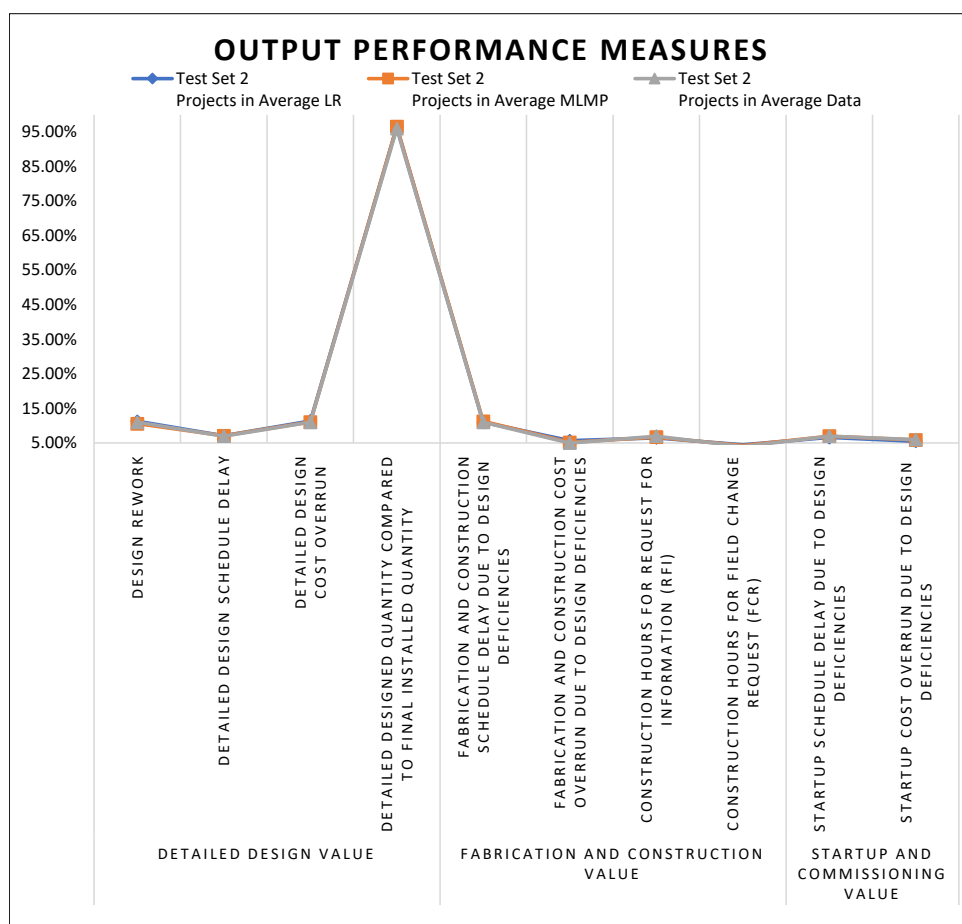 OUTPUT PERFORMANCE MEASURES
Test Set 2
Projects in Average LR
Test Set 2
Projects in Average MLMP
Test Set 2
Projects in Average Data
95.00%
85.00%
75.00%
65.00%
55.00%
45.00%
35.00%
25.00%
15.00%
5.00%
DESIGN REWORK
DETAILED DESIGN SCHEDULE DELAY
DETAILED DESIGN
COST OVERRUN
DETAILED DESIGNED QUANTITY COMPARED
TO FINAL INSTALLED QUANTITY
FABRICATION AND CONSTRUCTION
SCHEDULE DELAY DUE TO DESIGN
DEFICIENCIES
FABRICATION AND CONSTRUCTION COST
OVERRUN DUE TO DESIGN DEFICIENCIES
CONSTRUCTION HOURS FOR REQUEST FOR
INFORMATION (RFI)
CONSTRUCTION HOURS FOR FIELD CHANGE
REQUEST (FCR)
STARTUP SCHEDULE DELAY DUE TO DESIGN
DEFICIENCIES
STARTUP COST OVERRUN DUE TO DESIGN
DEFICIENCIES
DETAILED DESIGN VALUE
FABRICATION AND CONSTRUCTION
VALUE
STARTUP AND
COMMISSIONING
VALUE